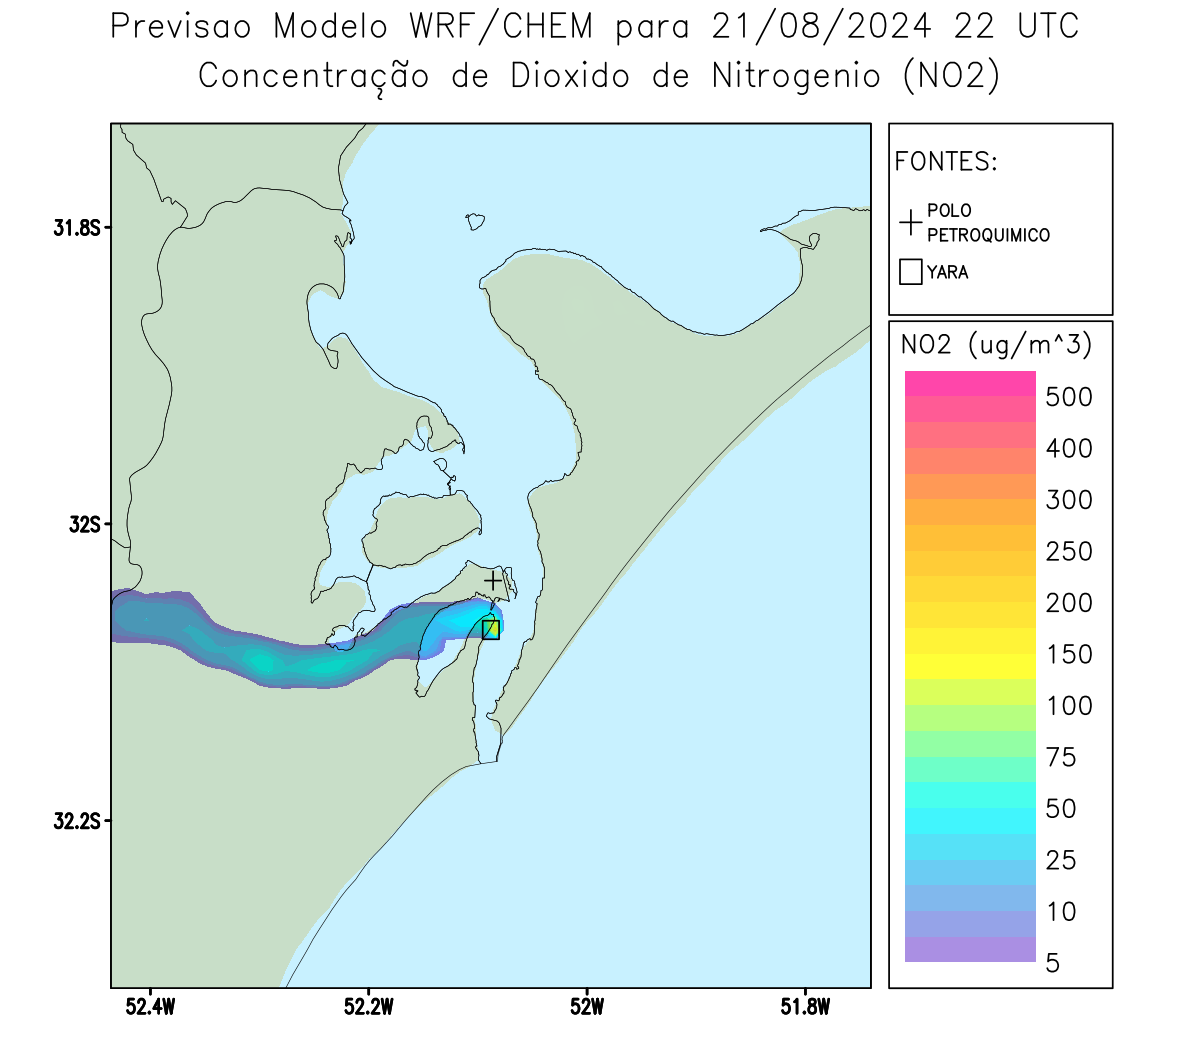 Previsao Modelo WRF/CHEM para 21/08/2024 22 UTC
Concentração de Dioxido de Nitrogenio (NO2)
FONTES:
POLO
PETROQUIMICO
YARA
NO2 (ug/m^3)
500
400
300
250
200
150
100
75
50
25
10
5
31.8S
32S
32.2S
52.4W
52.2W
52W
51.8W